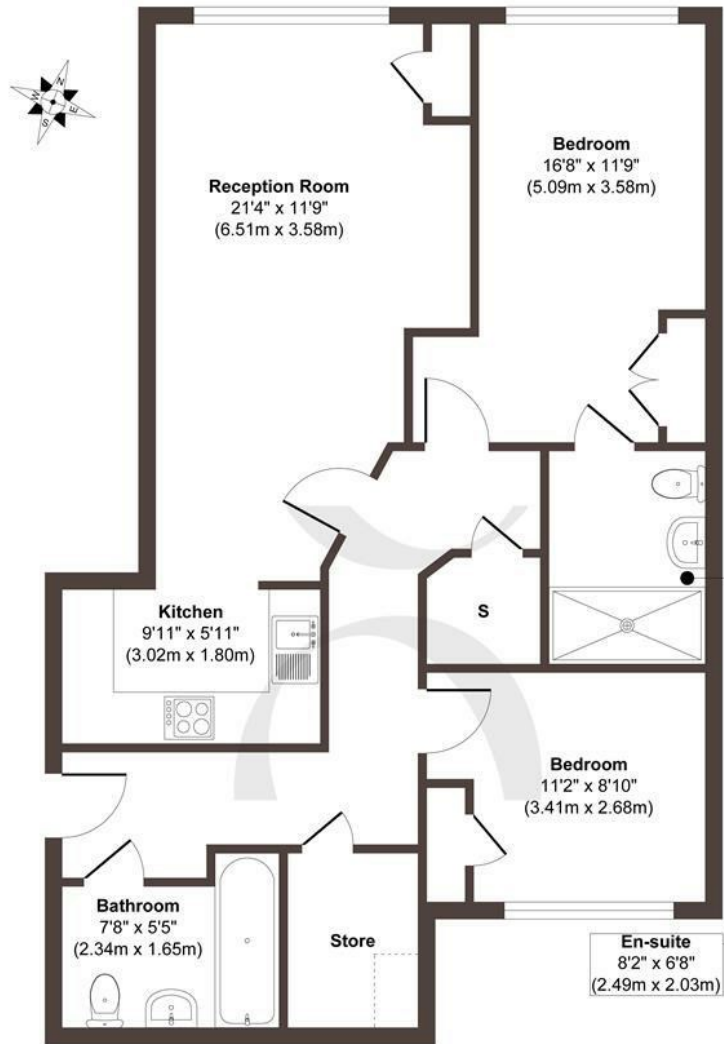 N
W
E
S
Reception Room
21'4" x 11'9"
(6.51m x 3.58m)
Bedroom
16'8" x 11'9"
(5.09m x 3.58m)
Kitchen
9'11" x 5'11"
(3.02m x 1.80m)
S
Bedroom
11'2" x 8'10"
(3.41m x 2.68m)
Bathroom
7'8" x 5'5"
(2.34m x 1.65m)
Store
En-suite
8'2" x 6'8"
(2.49m x 2.03m)